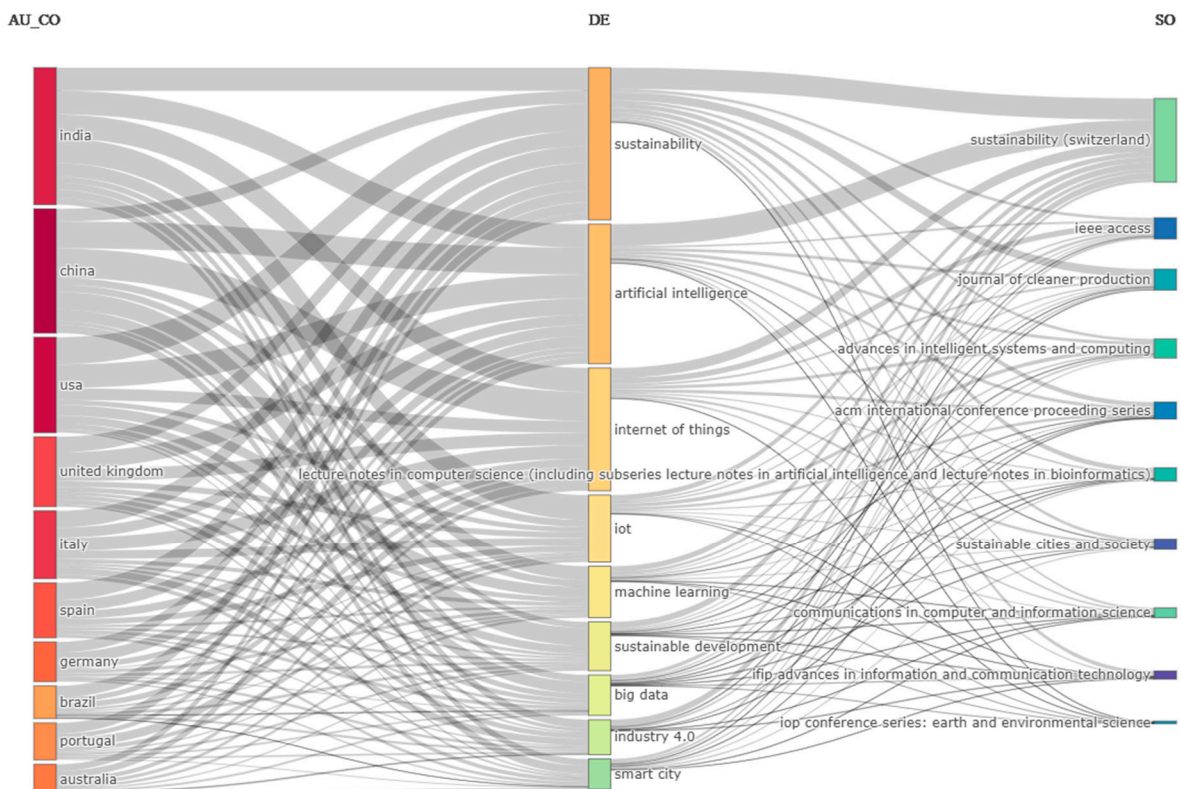 AU_CO
DE
SO
india
china
usa
united kingdom
italy
spain
germany
brazil
portugal
australia
sustainability
artificial intelligence
internet of things
iot
machine learning
sustainable development
big data
industry 4.0
smart city
sustainability (switzerland)
ieee access
journal of cleaner production
advances in intelligent systems and computing
acm international conference proceeding series
lecture notes in computer science (including subseries lecture notes in artificial intelligence and lecture notes in bioinformatics)
sustainable cities and society
communications in computer and information science
ifip advances in information and communication technology
iop conference series: earth and environmental science